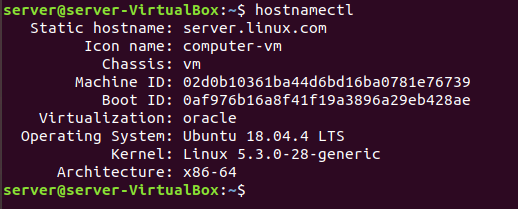 server@server-VirtualBox:~$ hostnamectl
Static hostname: server.linux.com
Icon name: computer-vm
Chassis: vm
Machine ID: 02d0b10361ba44d6bd16ba0781e76739
Boot ID: 0af976b16a8f41f19a3896a29eb428ae
Virtualization: oracle
Operating System: Ubuntu 18.04.4 LTS
Kernel: Linux 5.3.0-28-generic
Architecture: x86-64
server@server-VirtualBox:~$